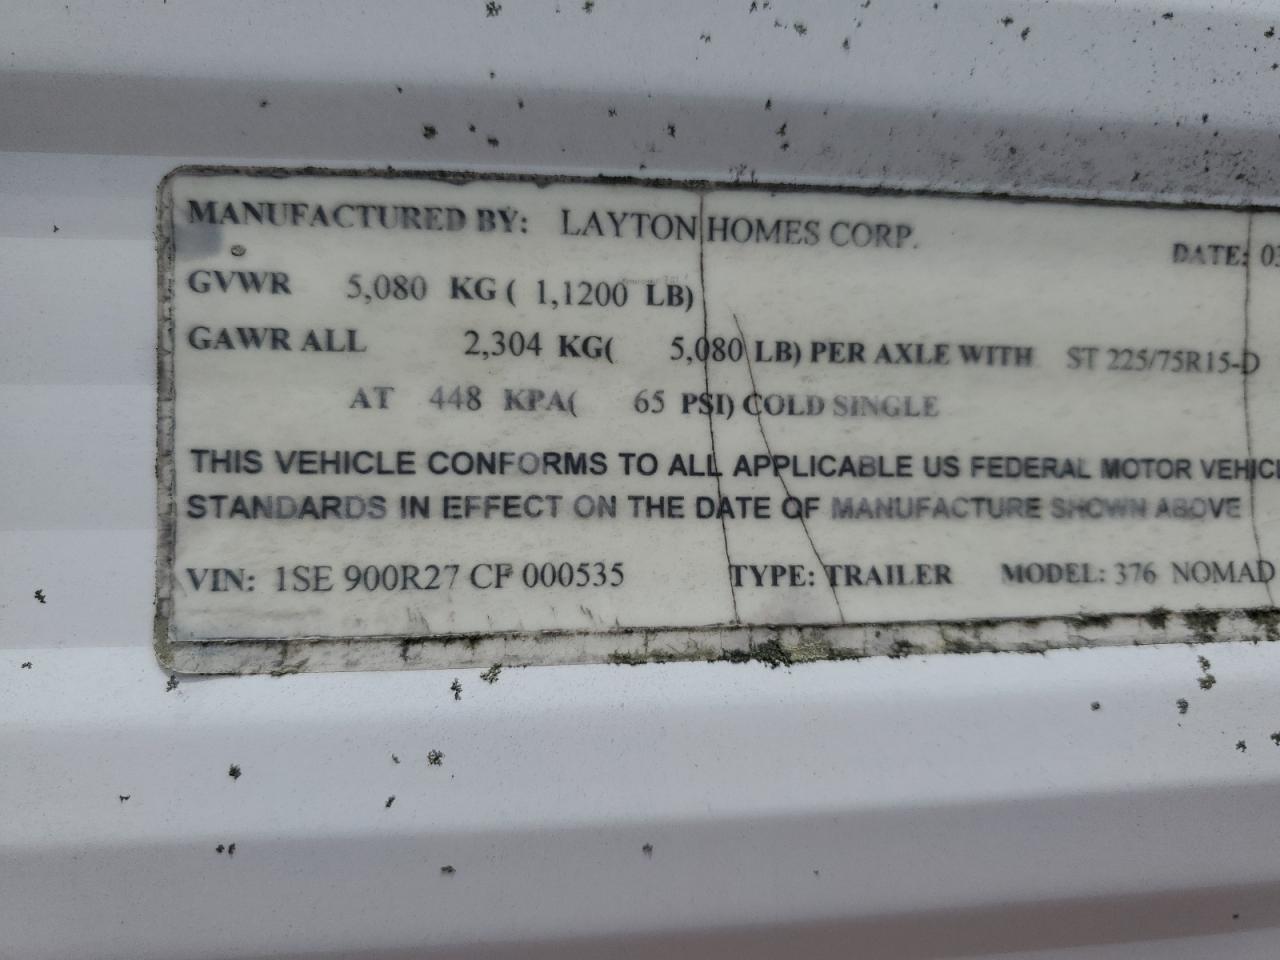 MANUFACTURED BY: LAYTON HOMES CORP. DATE: 03
GVWR 5,080 KG ( 1,1200 LB)
GAWR ALL 2,304 KG( 5,080 LB) PER AXLE WITH ST 225/75R15-D
AT 448 KPA( 65 PSI) COLD SINGLE
THIS VEHICLE CONFORMS TO ALL APPLICABLE US FEDERAL MOTOR VEHIC
STANDARDS IN EFFECT ON THE DATE OF MANUFACTURE SHOWN ABOVE
VIN: 1SE 900R27 CF 000535 TYPE: TRAILER MODEL: 376 NOMAD